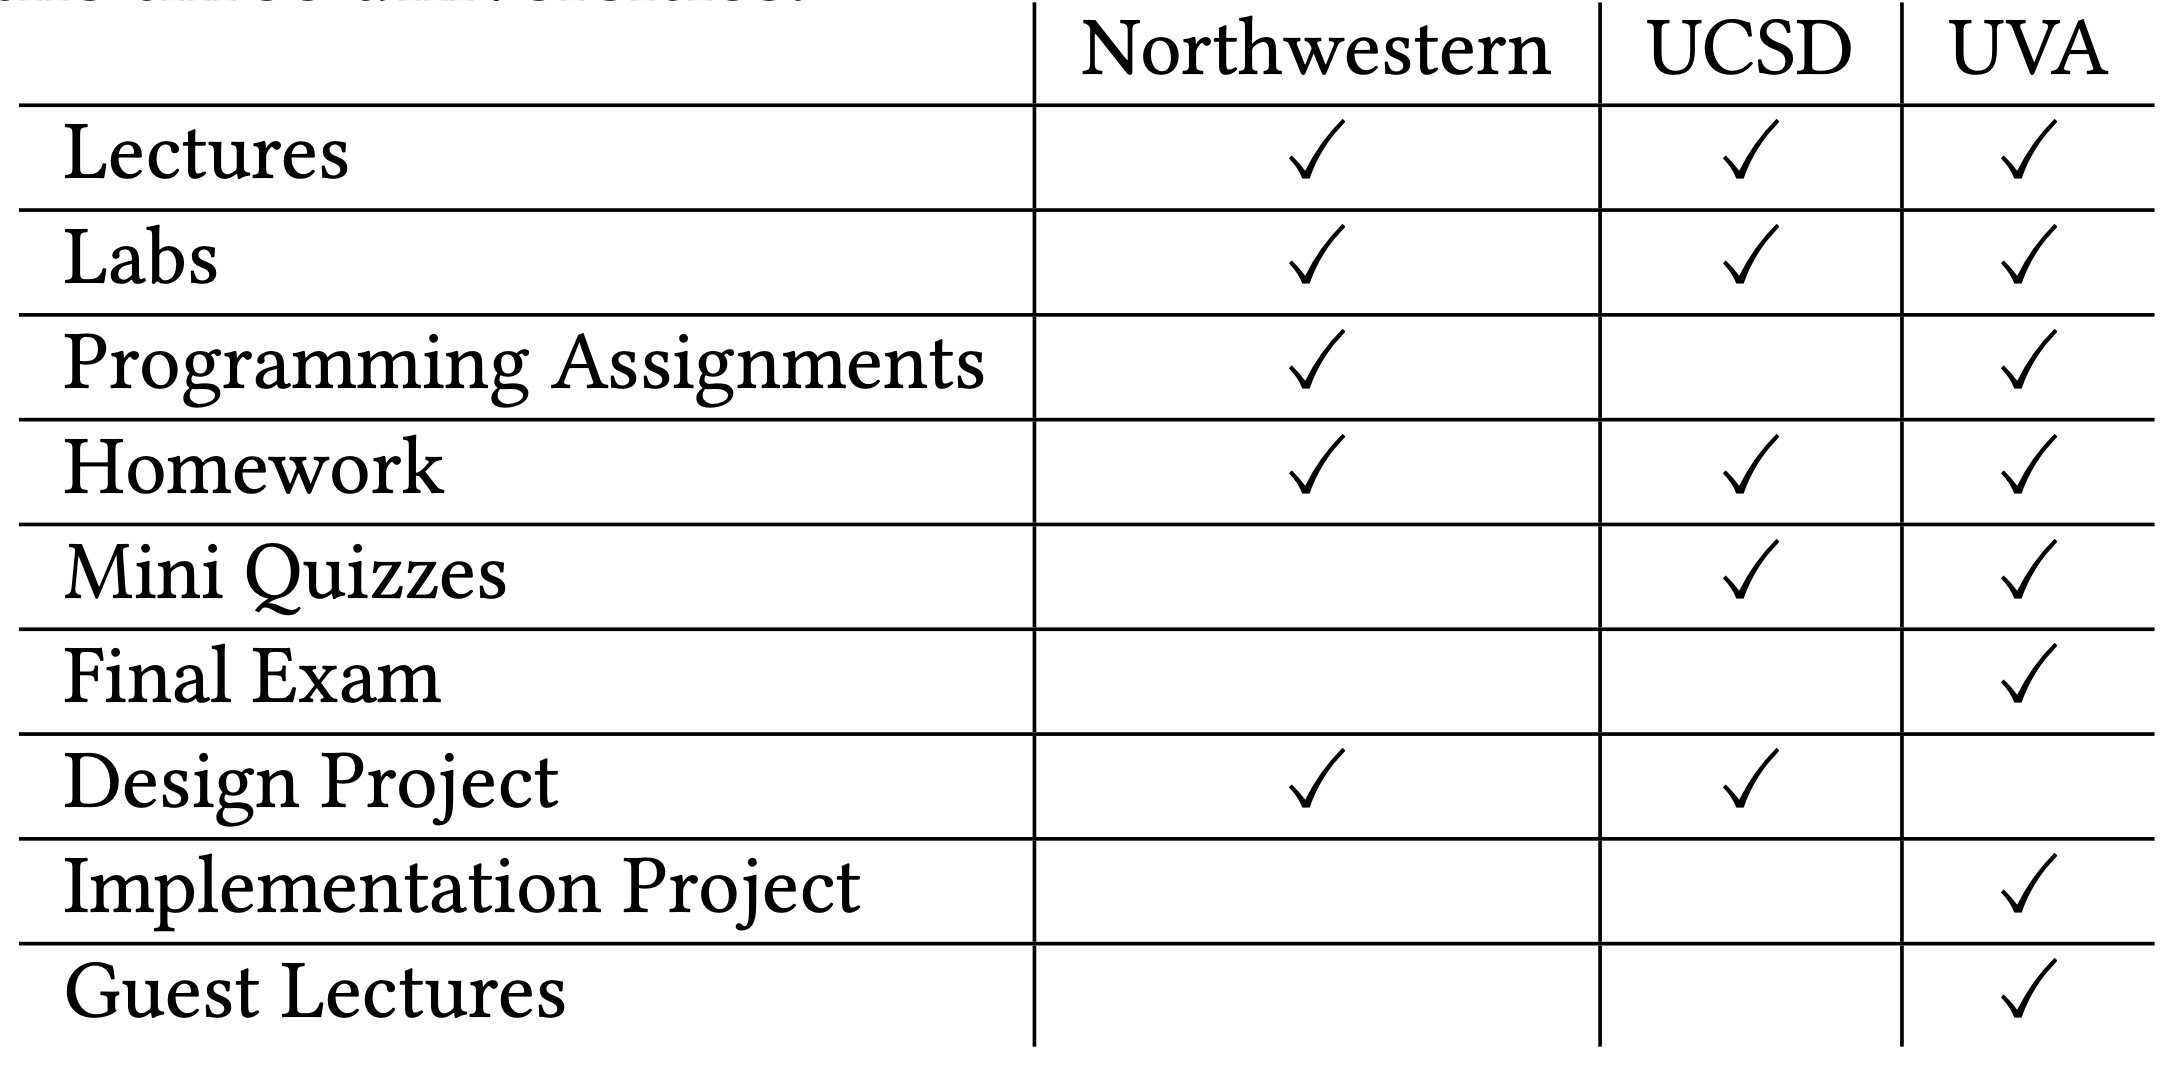 Northwestern UCSD UVA
Lectures ✓ ✓ ✓
Labs ✓ ✓ ✓
Programming Assignments ✓ ✓
Homework ✓ ✓ ✓
Mini Quizzes ✓ ✓
Final Exam ✓
Design Project ✓ ✓
Implementation Project ✓
Guest Lectures ✓